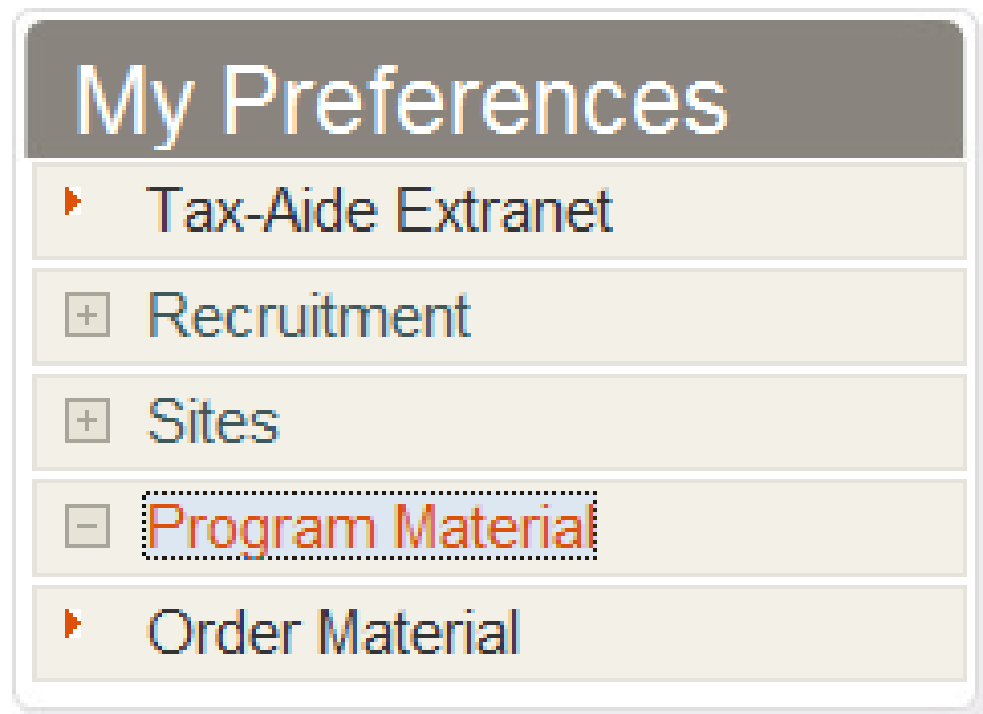 My Preferences
Tax-Aide Extranet
Recruitment
Sites
Program Material
Order Material